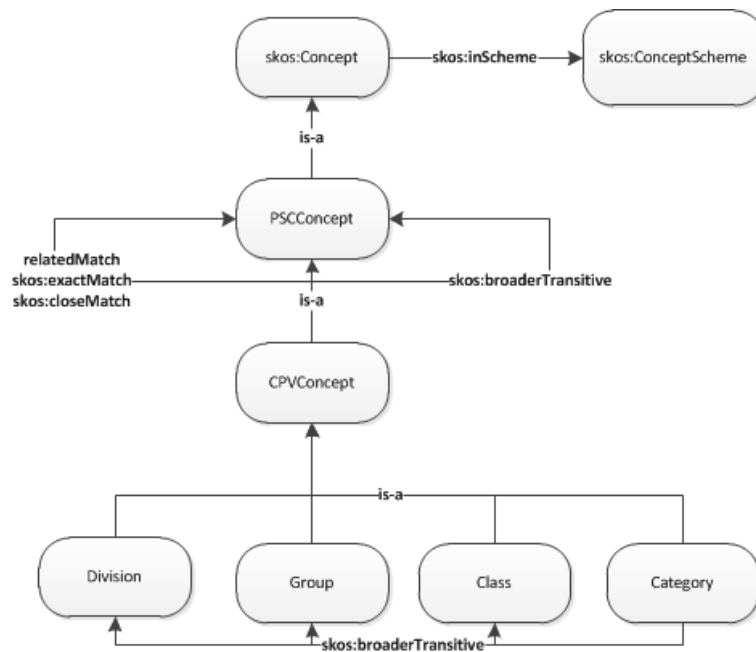 skos:Concept
skos:inScheme
skos:ConceptScheme
is-a
PSCConcept
relatedMatch
skos:exactMatch
skos:closeMatch
skos:broaderTransitive
is-a
CPVConcept
is-a
Division
Group
Class
Category
skos:broaderTransitive